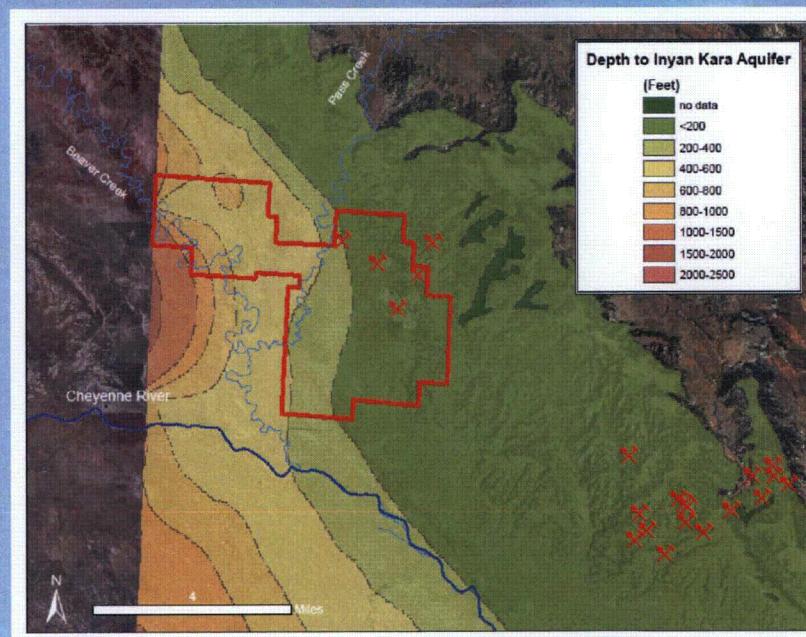 Depth to Inyan Kara Aquifer
(Feet)
no data
<200
200-400
400-600
600-800
800-1000
1000-1500
1500-2000
2000-2500
Pass Creek
Beaver Creek
Cheyenne River
N
4
Miles